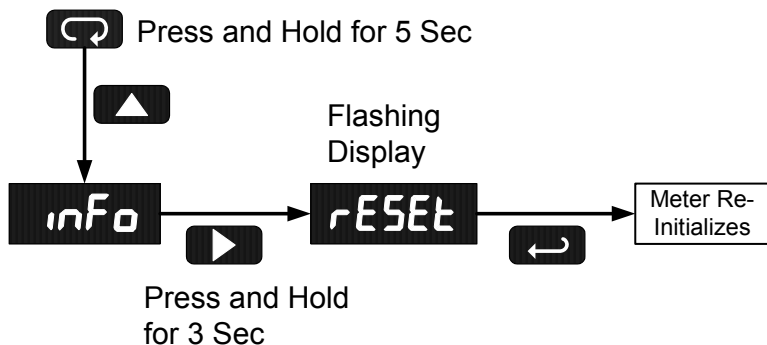 Press and Hold for 5 Sec
Flashing
Display
inFo
rESEt
Meter Re-
Initializes
Press and Hold
for 3 Sec